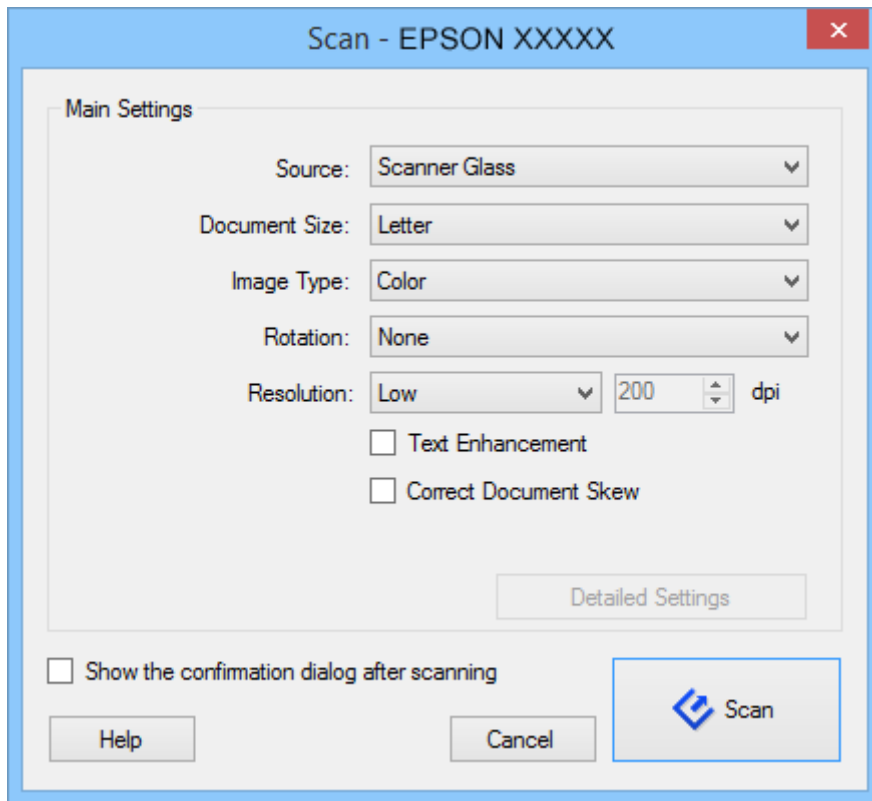 Scan - EPSON XXXXX
Main Settings
Source: Scanner Glass
Document Size: Letter
Image Type: Color
Rotation: None
Resolution: Low 200 dpi
Text Enhancement
Correct Document Skew
Detailed Settings
Show the confirmation dialog after scanning
Scan
Help Cancel